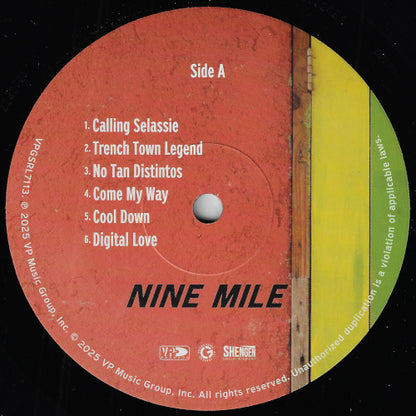 Side A
1. Calling Selassie
2. Trench Town Legend
3. No Tan Distintos
4. Come My Way
5. Cool Down
6. Digital Love
NINE MILE
VP
SHENGEN
VPGSRL7113. ℗ 2025 VP Music Group, Inc. © 2025 VP Music Group, Inc. All rights reserved. Unauthorized duplication is a violation of applicable laws.